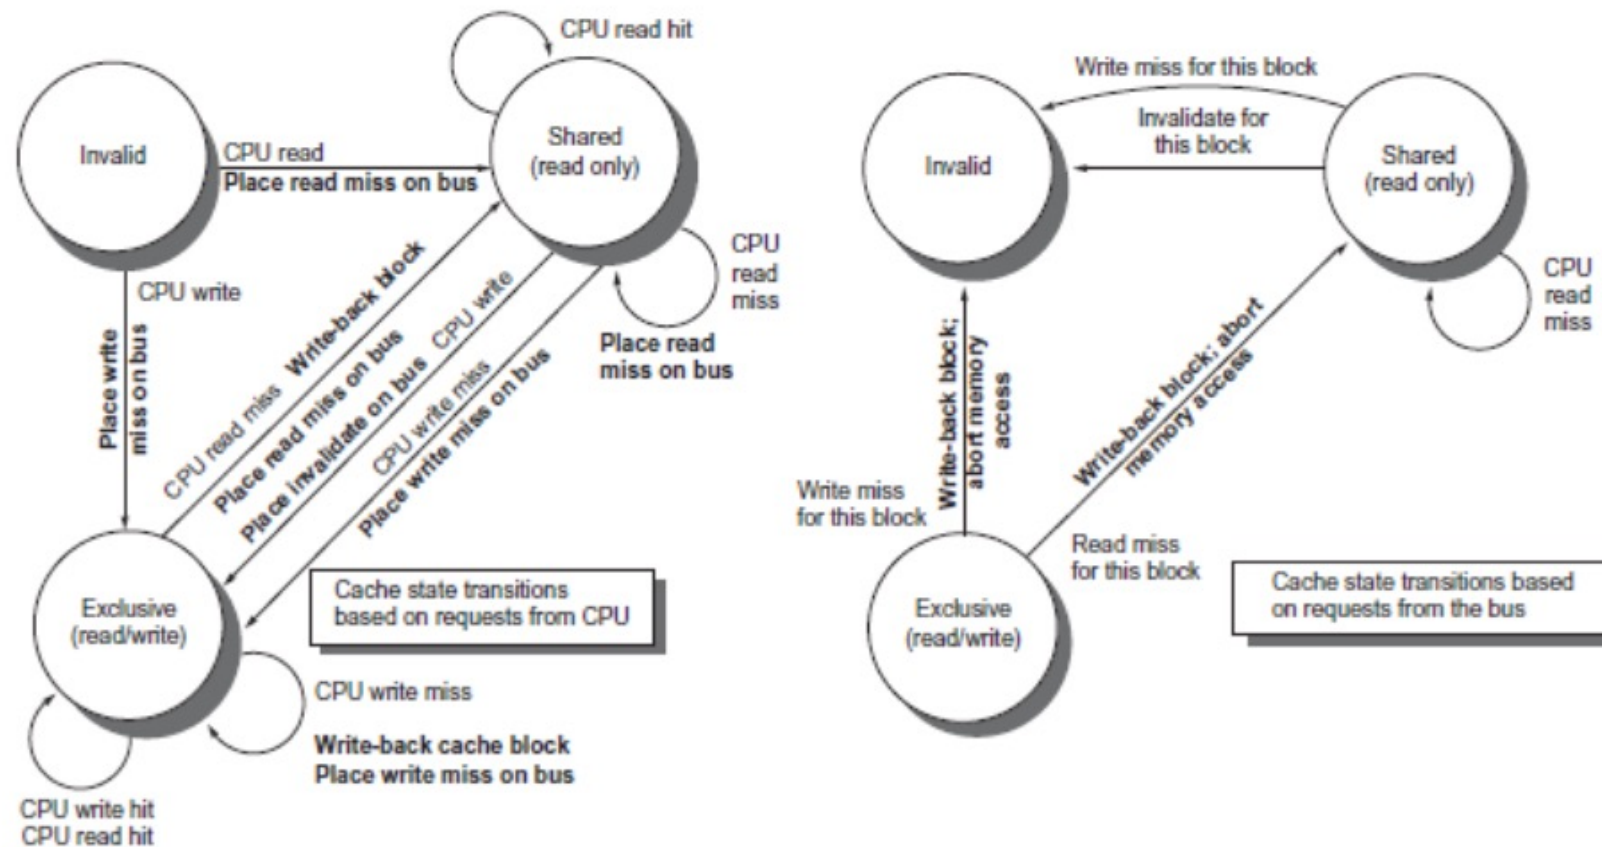 CPU read hit
Invalid
Shared
(read only)
CPU read
Place read miss on bus
CPU
read
miss
Place read
miss on bus
CPU write
Place write
miss on bus
CPU read miss Write-back block
Place read miss on bus
Place invalidate on bus CPU write
CPU write miss
Place write miss on bus
Exclusive
(read/write)
Cache state transitions
based on requests from CPU
CPU write miss
Write-back cache block
Place write miss on bus
CPU write hit
CPU read hit
Write miss for this block
Invalidate for
this block
Invalid
Shared
(read only)
CPU
read
miss
Write-back block;
abort memory
access
Write-back block; abort
memory access
Write miss
for this block
Read miss
for this block
Exclusive
(read/write)
Cache state transitions based
on requests from the bus